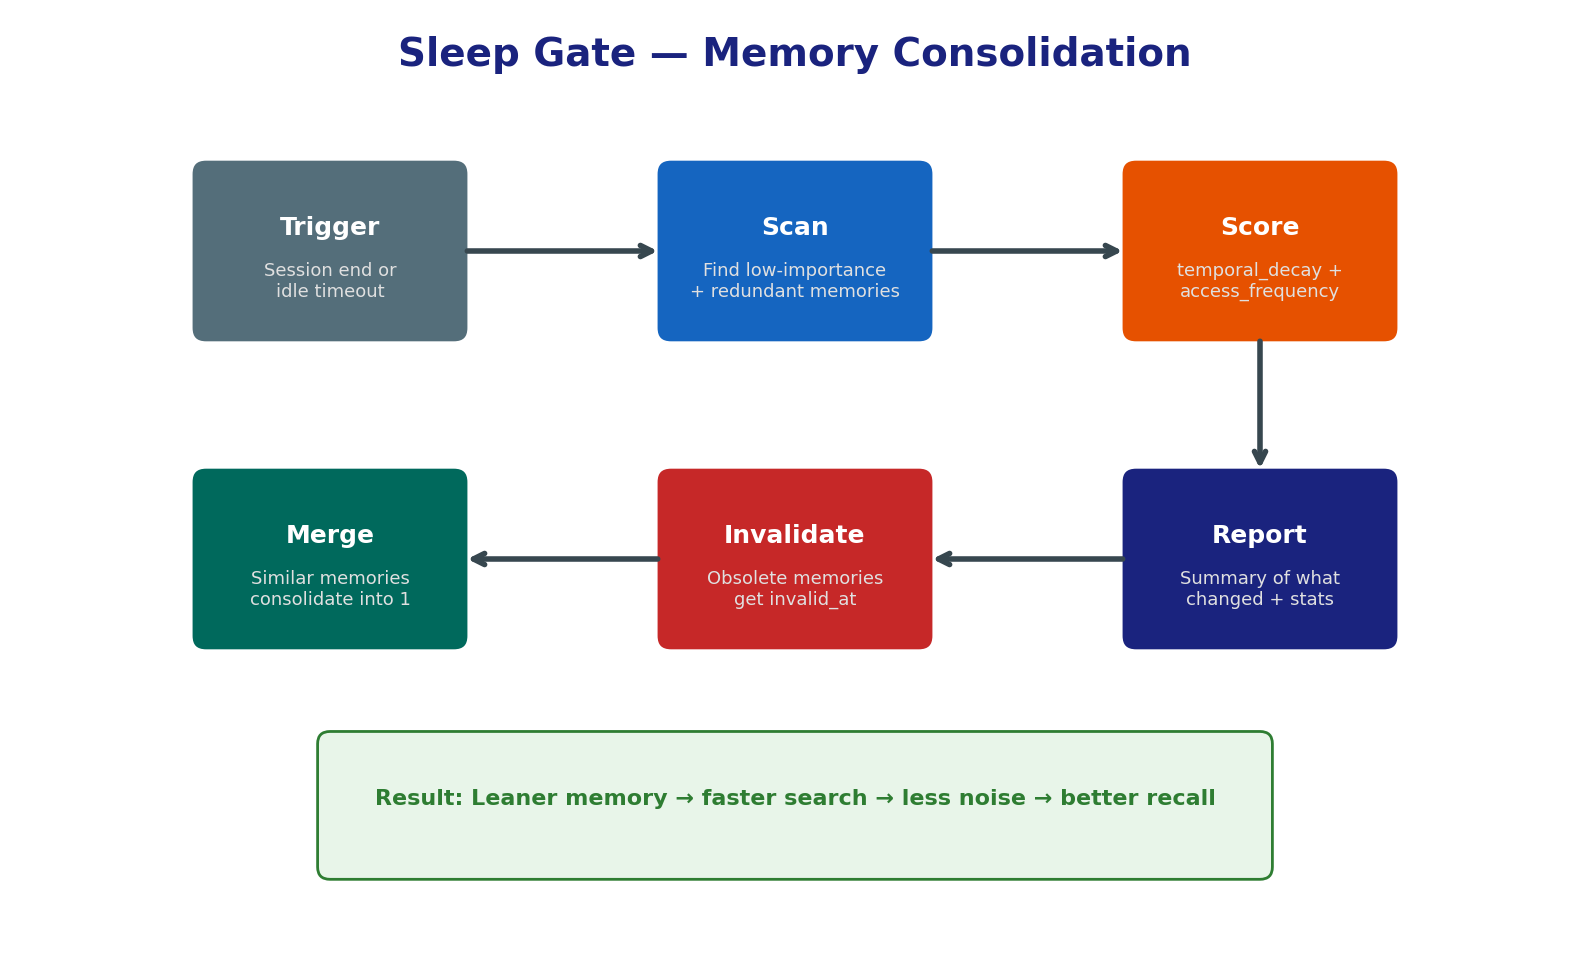 Sleep Gate — Memory Consolidation
Trigger
Session end or
idle timeout
Scan
Find low-importance
+ redundant memories
Score
temporal_decay +
access_frequency
Merge
Similar memories
consolidate into 1
Invalidate
Obsolete memories
get invalid_at
Report
Summary of what
changed + stats
Result: Leaner memory → faster search → less noise → better recall